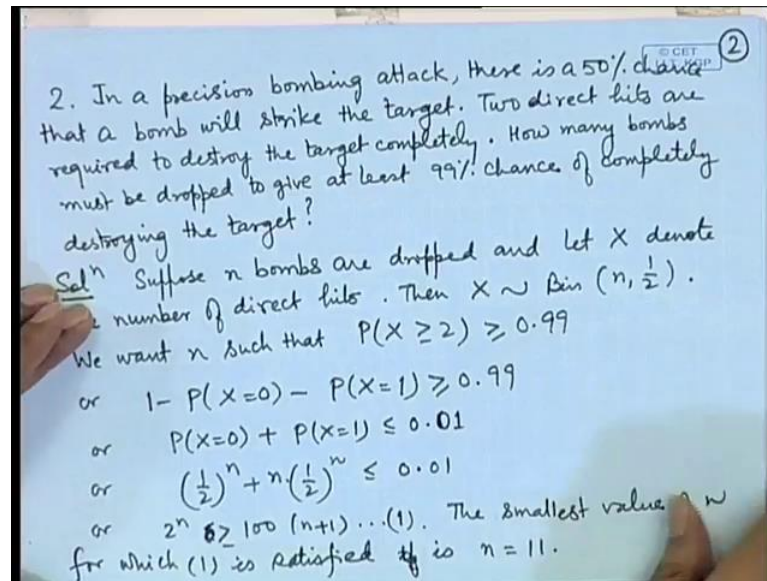 © CET
I.I.T. KGP
2
2. In a precision bombing attack, there is a 50% chance
that a bomb will strike the target. Two direct hits are
required to destroy the target completely. How many bombs
must be dropped to give at least 99% chance of completely
destroying the target?
Solⁿ Suppose n bombs are dropped and let X denote
number of direct hits. Then X ~ Bin (n, 1/2).
We want n such that P(X ≥ 2) ≥ 0.99
or 1- P(X=0) - P(X=1) ≥ 0.99
or P(X=0) + P(X=1) ≤ 0.01
or (1/2)ⁿ + n·(1/2)ⁿ ≤ 0.01
or 2ⁿ ≥ 100 (n+1) ...(1). The smallest value n
for which (1) is satisfied is n = 11.